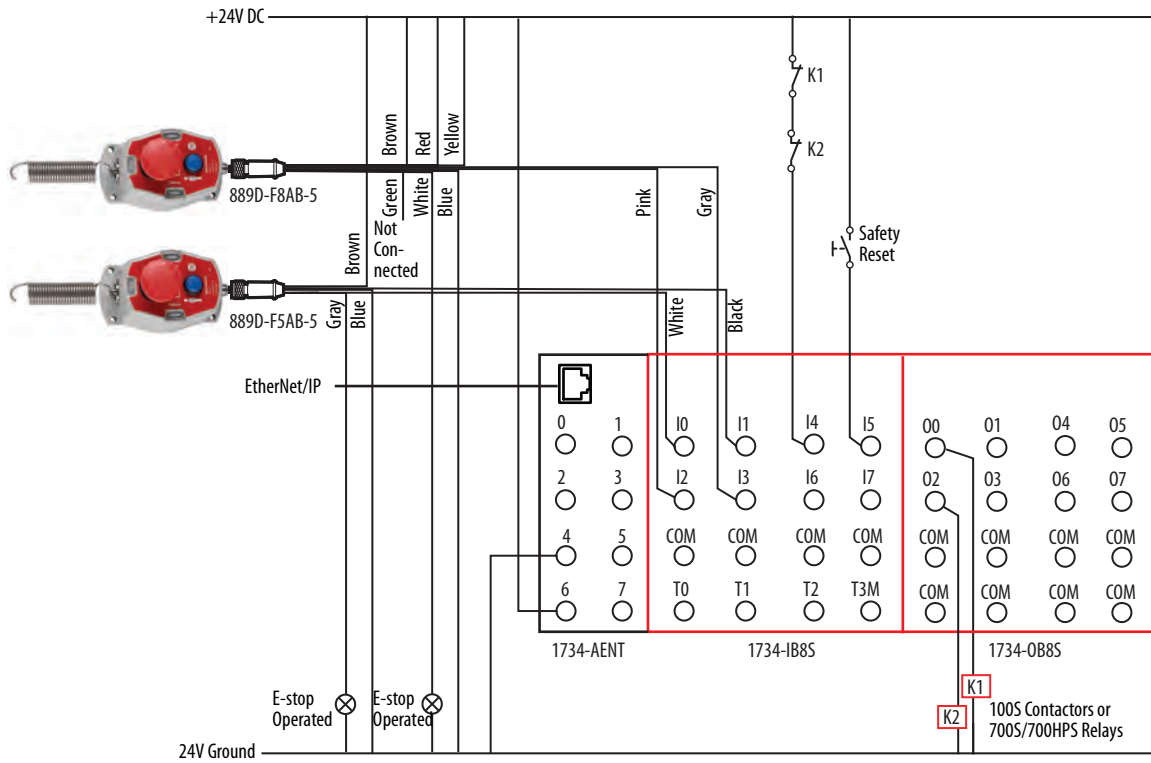 +24V DC
K1
K2
Brown
Red
Yellow
889D-F8AB-5
Green
White
Blue
Pink
Gray
Not
Con-
nected
Safety
Reset
Brown
889D-F5AB-5
Gray
Blue
White
Black
EtherNet/IP
0 1 I0 I1 I4 I5 O0 O1 O4 O5
2 3 I2 I3 I6 I7 O2 O3 O6 O7
4 5 COM COM COM COM COM COM COM COM
6 7 T0 T1 T2 T3M COM COM COM COM
1734-AENT 1734-IB8S 1734-OB8S
E-stop
Operated
E-stop
Operated
K1
K2
100S Contactors or
700S/700HPS Relays
24V Ground